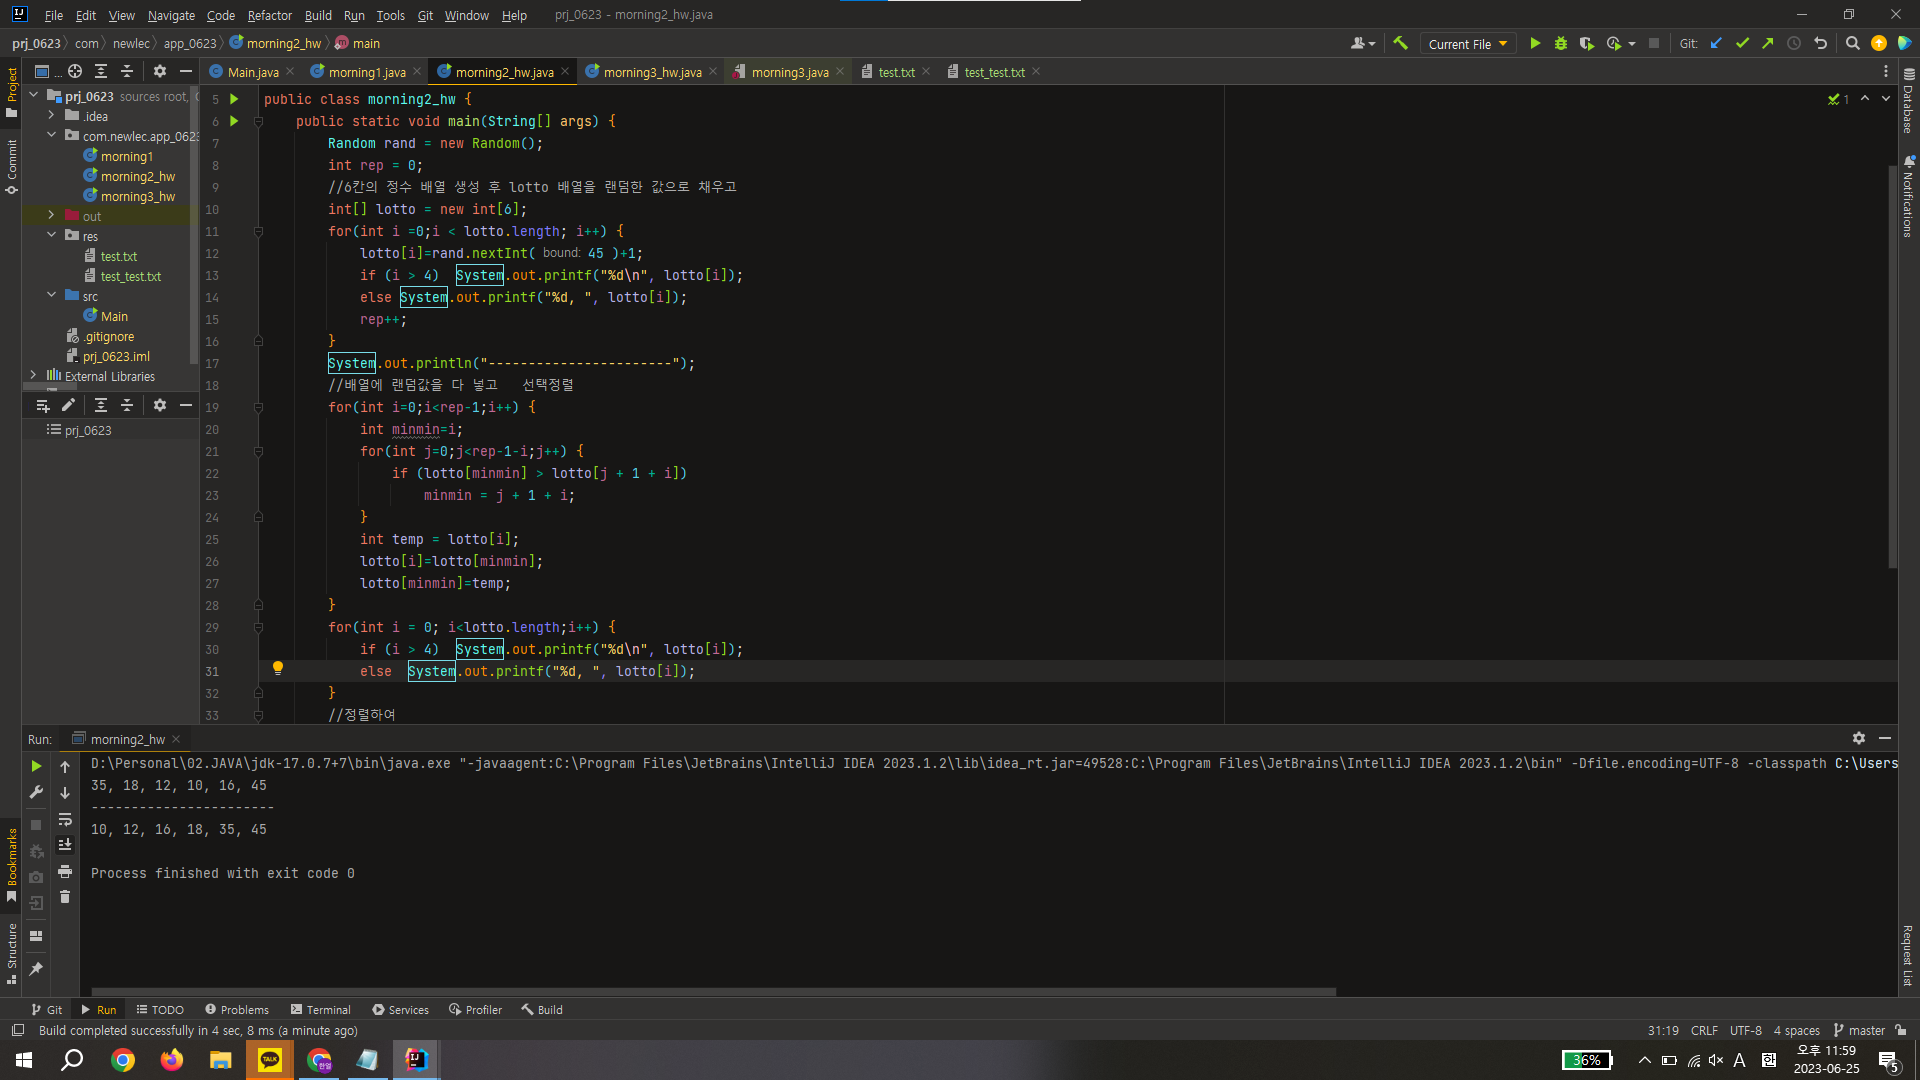 File Edit View Navigate Code Refactor Build Run Tools Git Window Help prj_0623 - morning2_hw.java
prj_0623 com newlec app_0623 morning2_hw main Current File Git:
Project ... Main.java morning1.java morning2_hw.java morning3_hw.java morning3.java test.txt test_test.txt
prj_0623 sources root,
.idea
com.newlec.app_0623
morning1
morning2_hw
morning3_hw
out
res
test.txt
test_test.txt
src
Main
.gitignore
prj_0623.iml
External Libraries
prj_0623
Commit
Bookmarks
Structure
Database
Notifications
Request List
1
5 public class morning2_hw {
6 public static void main(String[] args) {
7 Random rand = new Random();
8 int rep = 0;
9 //6칸의 정수 배열 생성 후 lotto 배열을 랜덤한 값으로 채우고
10 int[] lotto = new int[6];
11 for(int i =0;i < lotto.length; i++) {
12 lotto[i]=rand.nextInt( bound: 45 )+1;
13 if (i > 4)  System.out.printf("%d\n", lotto[i]);
14 else System.out.printf("%d, ", lotto[i]);
15 rep++;
16 }
17 System.out.println("-----------------------");
18 //배열에 랜덤값을 다 넣고   선택정렬
19 for(int i=0;i<rep-1;i++) {
20 int minmin=i;
21 for(int j=0;j<rep-1-i;j++) {
22 if (lotto[minmin] > lotto[j + 1 + i])
23 minmin = j + 1 + i;
24 }
25 int temp = lotto[i];
26 lotto[i]=lotto[minmin];
27 lotto[minmin]=temp;
28 }
29 for(int i = 0; i<lotto.length;i++) {
30 if (i > 4)  System.out.printf("%d\n", lotto[i]);
31 else  System.out.printf("%d, ", lotto[i]);
32 }
33 //정렬하여
Run: morning2_hw
D:\Personal\02.JAVA\jdk-17.0.7+7\bin\java.exe "-javaagent:C:\Program Files\JetBrains\IntelliJ IDEA 2023.1.2\lib\idea_rt.jar=49528:C:\Program Files\JetBrains\IntelliJ IDEA 2023.1.2\bin" -Dfile.encoding=UTF-8 -classpath C:\Users
35, 18, 12, 10, 16, 45
-----------------------
10, 12, 16, 18, 35, 45
Process finished with exit code 0
Git Run TODO Problems Terminal Services Profiler Build
Build completed successfully in 4 sec, 8 ms (a minute ago) 31:19 CRLF UTF-8 4 spaces master
TALK 한얼 36% A 한 오후 11:59
2023-06-25 5